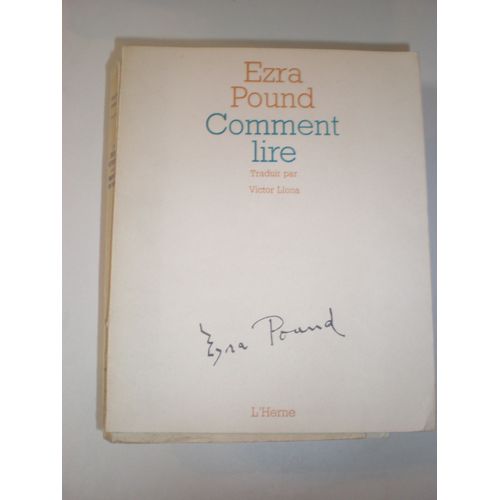 Ezra
Pound
Comment
lire
Traduit par
Victor Llona
Ezra Pound
L'Herne